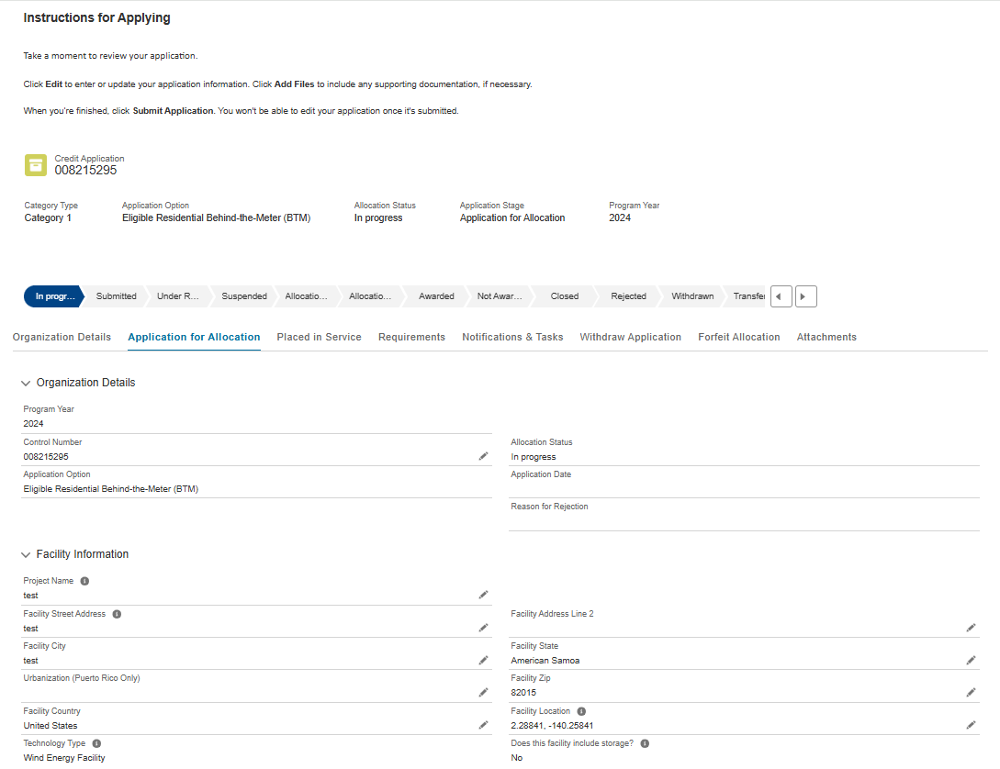 Instructions for Applying
Take a moment to review your application.
Click Edit to enter or update your application information. Click Add Files to include any supporting documentation, if necessary.
When you're finished, click Submit Application. You won't be able to edit your application once it's submitted.
Credit Application
008215295
Category Type Application Option Allocation Status Application Stage Program Year
Category 1 Eligible Residential Behind-the-Meter (BTM) In progress Application for Allocation 2024
In progr... Submitted Under R... Suspended Allocatio... Allocatio... Awarded Not Awar... Closed Rejected Withdrawn Transfer
Organization Details Application for Allocation Placed in Service Requirements Notifications & Tasks Withdraw Application Forfeit Allocation Attachments
Organization Details
Program Year
2024
Control Number Allocation Status
008215295 In progress
Application Option Application Date
Eligible Residential Behind-the-Meter (BTM)
Reason for Rejection
Facility Information
Project Name
test
Facility Street Address Facility Address Line 2
test
Facility City Facility State
test American Samoa
Urbanization (Puerto Rico Only) Facility Zip
82015
Facility Country Facility Location
United States 2.28841, -140.25841
Technology Type Does this facility include storage?
Wind Energy Facility No